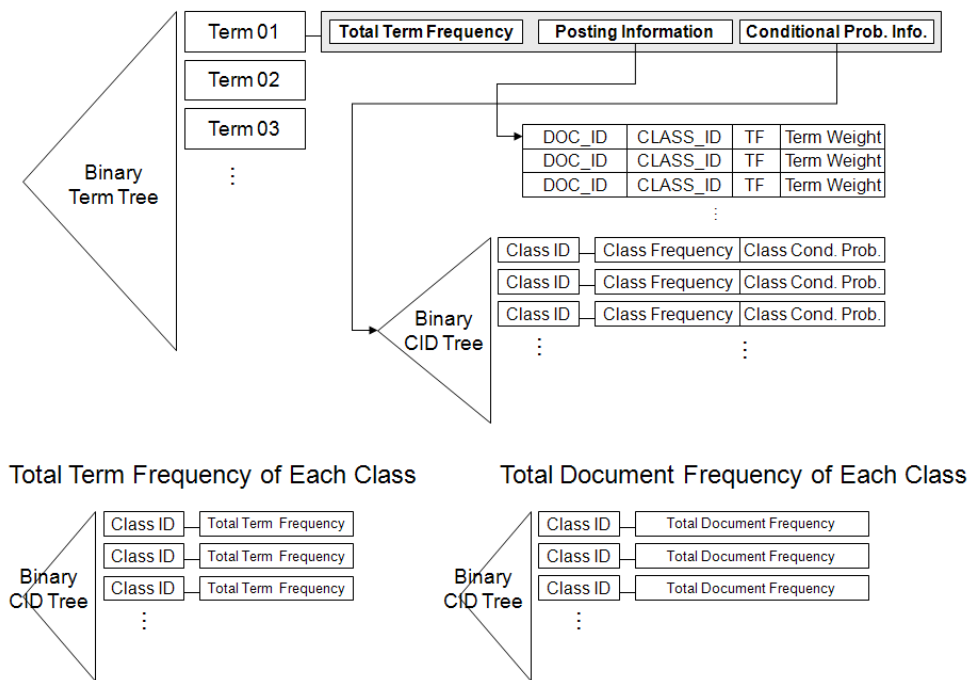 Term 01 Total Term Frequency Posting Information Conditional Prob. Info.
Term 02
Term 03
Binary
Term Tree
DOC_ID CLASS_ID TF Term Weight
DOC_ID CLASS_ID TF Term Weight
DOC_ID CLASS_ID TF Term Weight
Class ID Class Frequency Class Cond. Prob.
Class ID Class Frequency Class Cond. Prob.
Class ID Class Frequency Class Cond. Prob.
Binary
CID Tree
Total Term Frequency of Each Class
Class ID Total Term Frequency
Class ID Total Term Frequency
Class ID Total Term Frequency
Binary
CID Tree
Total Document Frequency of Each Class
Class ID Total Document Frequency
Class ID Total Document Frequency
Class ID Total Document Frequency
Binary
CID Tree